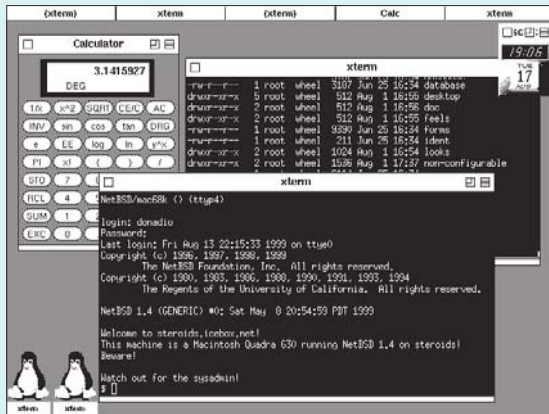 (xterm) xterm (xterm) Calc xterm
Calculator
3.1415927
DEG
1/x x^2 SQRT CE/C AC
INV sin cos tan DRG
e EE log ln y^x
PI x! ( ) /
STO 7
RCL 4
SUM 1
EXC 0
xterm
-rw-r--r-- 1 root wheel 3187 Jun 25 16:34 database
drwxr-xr-x 5 root wheel 512 Aug 1 16:56 desktop
drwxr-xr-x 2 root wheel 512 Aug 1 16:56 doc
drwxr-xr-x 2 root wheel 512 Aug 1 16:55 feels
-rw-r--r-- 1 root wheel 9390 Jun 25 16:34 forms
-rw-r--r-- 1 root wheel 211 Jun 25 16:34 ident
drwxr-xr-x 2 root wheel 1024 Aug 1 16:54 looks
drwxr-xr-x 2 root wheel 1536 Aug 1 17:37 non-configurable
19:06
TUE
17
xterm
NetBSD/mac68k () (ttyp4)
login: donadio
Password:
Last login: Fri Aug 13 22:15:33 1999 on ttye0
Copyright (c) 1996, 1997, 1998, 1999
The NetBSD Foundation, Inc. All rights reserved.
Copyright (c) 1980, 1983, 1986, 1988, 1990, 1991, 1993, 1994
The Regents of the University of California. All rights reserved.
NetBSD 1.4 (GENERIC) #0: Sat May 8 20:54:59 PDT 1999
Welcome to steroids.icebox.net!
This machine is a Macintosh Quadra 630 running NetBSD 1.4 on steroids!
Beware!
Watch out for the sysadmin!
$
xterm xterm